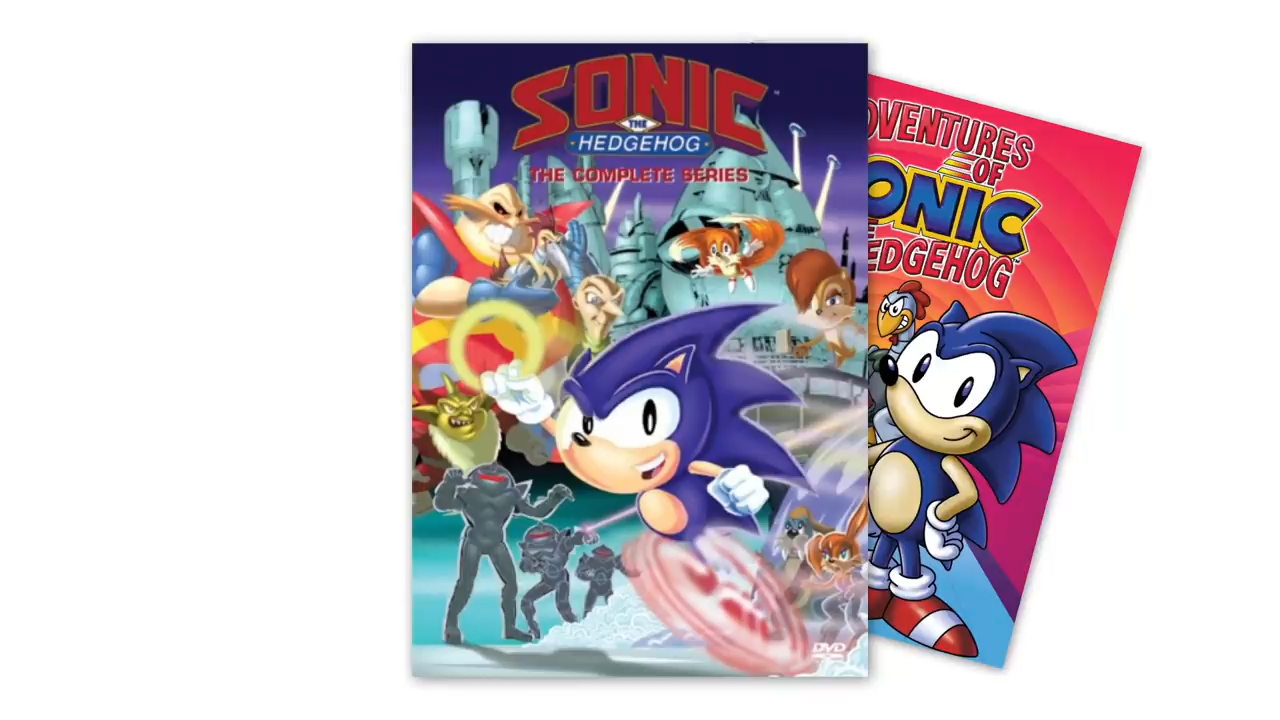 SONIC
THE
HEDGEHOG
THE COMPLETE SERIES
DVD
DVENTURES
OF
ONIC
E
EDGEHOG